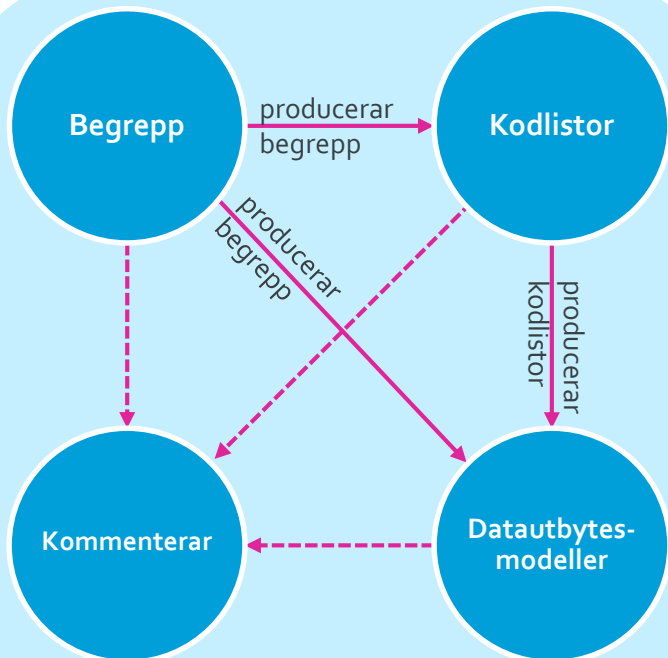 Begrepp
producerar
begrepp
Kodlistor
producerar
begrepp
producerar
kodlistor
Kommenterar
Datautbytes-
modeller